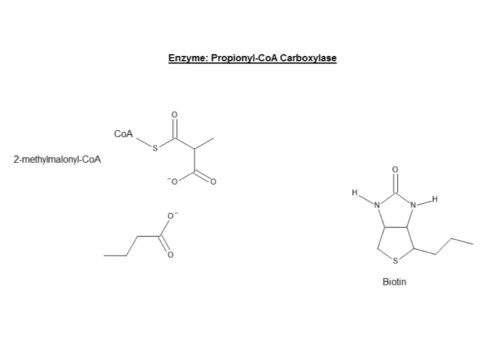 Enzyme: Propionyl-CoA Carboxylase
O
CoA
S
2-methylmalonyl-CoA
⁻O
O
O⁻
O
O
H
H
N
N
S
Biotin